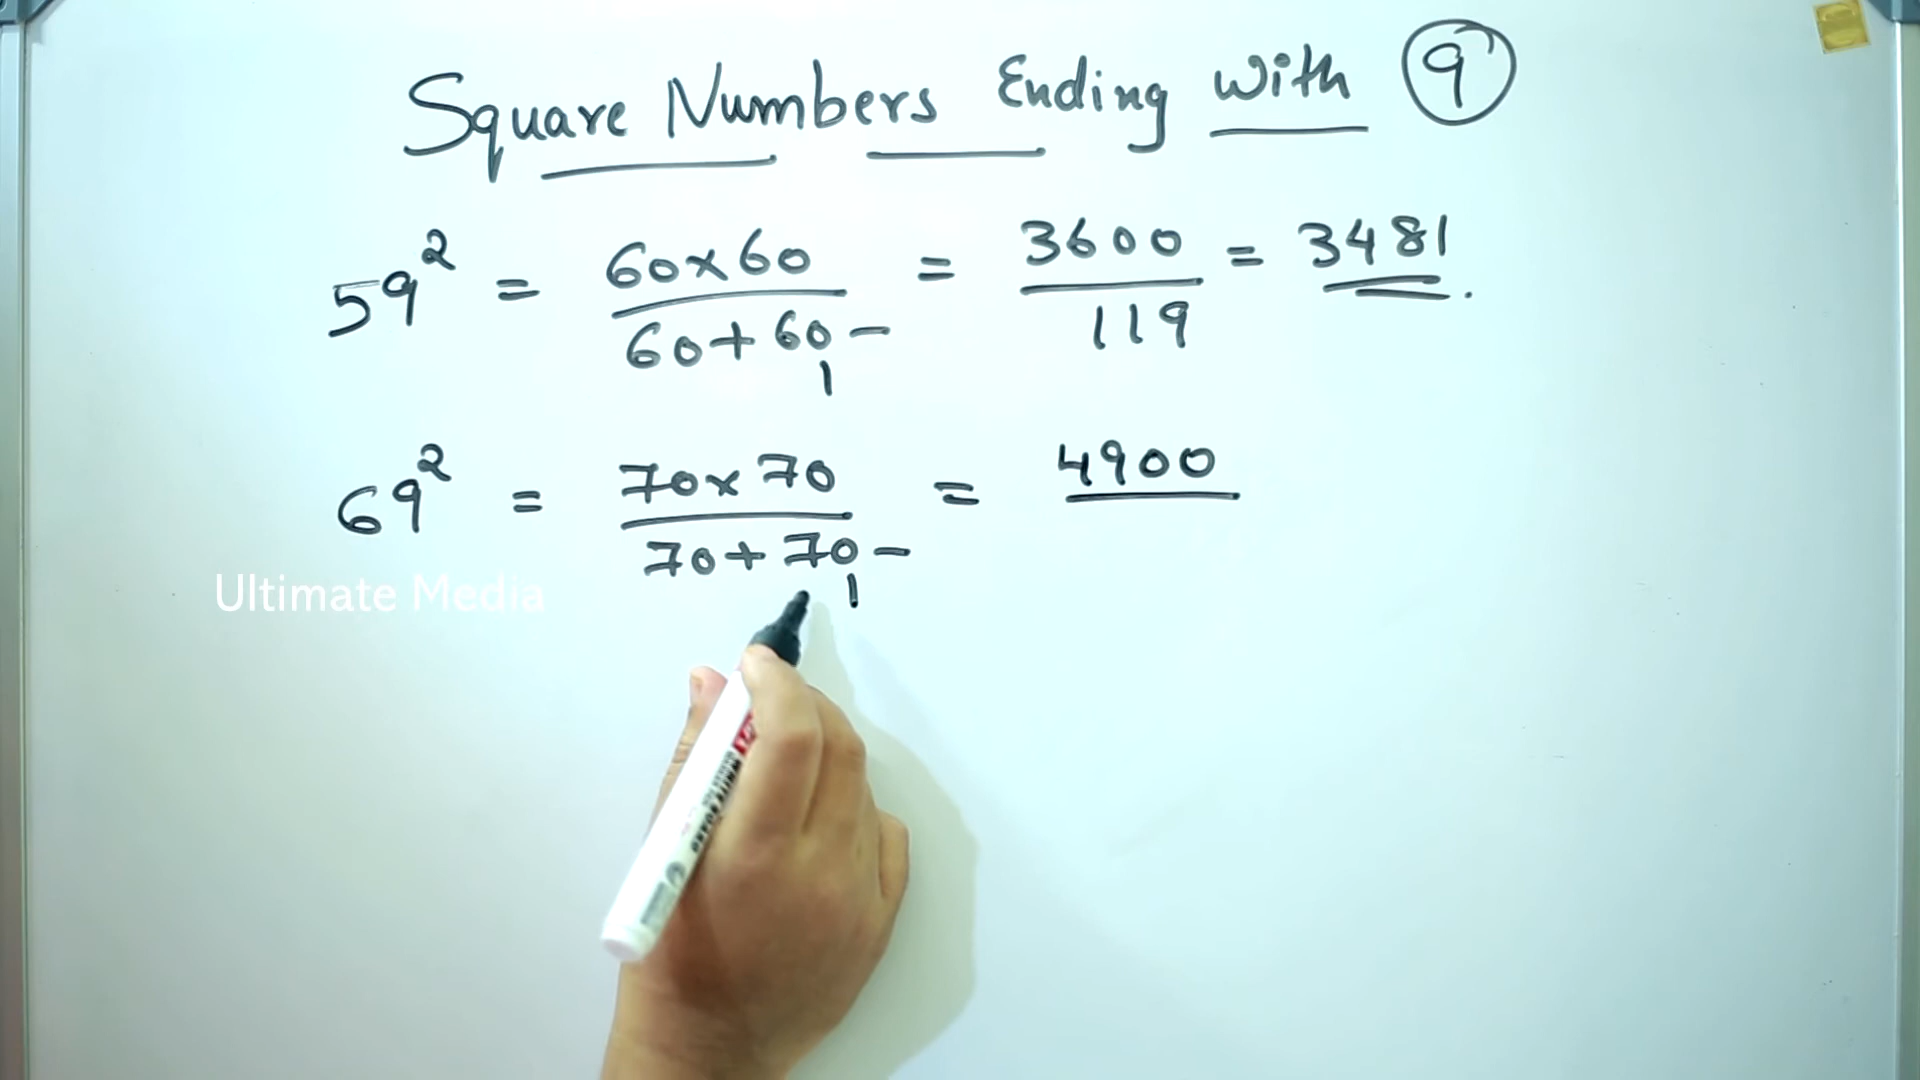 Square Numbers Ending With 9
59² = 60×60 / 60+60-1 = 3600 / 119 = 3481.
69² = 70×70 / 70+70-1 = 4900
Ultimate Media